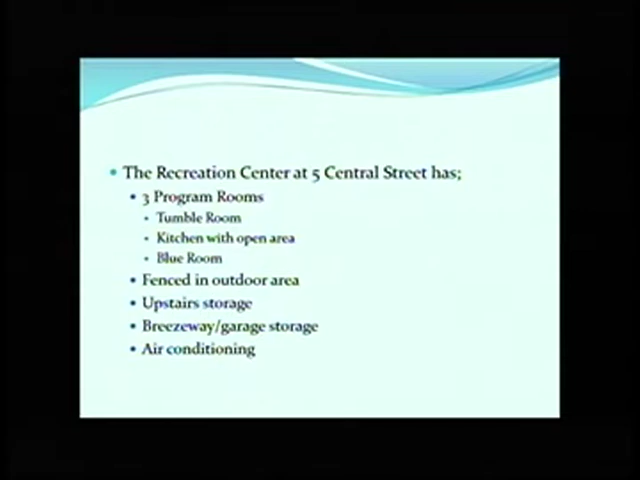 The Recreation Center at 5 Central Street has;
3 Program Rooms
Tumble Room
Kitchen with open area
Blue Room
Fenced in outdoor area
Upstairs storage
Breezeway/garage storage
Air conditioning